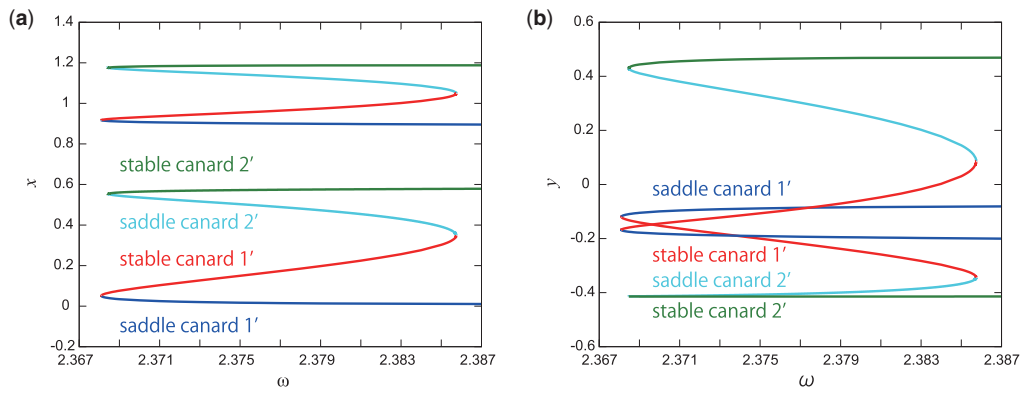 (a)
1.4
1.2
1
0.8
0.6
0.4
0.2
0
-0.2
x
stable canard 2′
saddle canard 2′
stable canard 1′
saddle canard 1′
2.367 2.371 2.375 2.379 2.383 2.387
ω
(b)
0.6
0.4
0.2
0
-0.2
-0.4
-0.6
y
saddle canard 1′
stable canard 1′
saddle canard 2′
stable canard 2′
2.367 2.371 2.375 2.379 2.383 2.387
ω